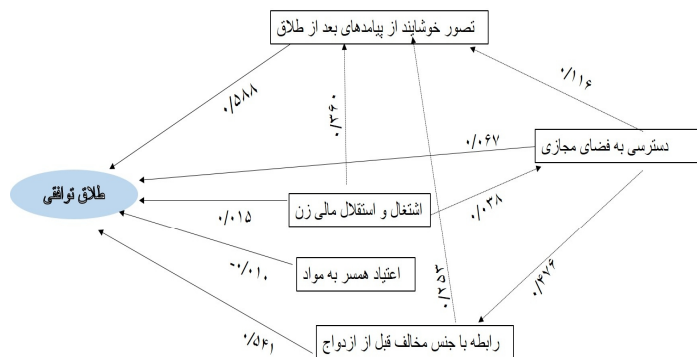 تصور خوشایند از پیامدهای بعد از طلاق
۰/۵۸۸
۰/۳۶۰
۰/۱۱۶
دسترسی به فضای مجازی
۰/۰۶۷
طلاق توافقی
اشتغال و استقلال مالی زن
۰/۰۱۵
۰/۰۳۸
اعتیاد همسر به مواد
-۰/۰۱۰
۰/۲۵۳
۰/۴۷۶
رابطه با جنس مخالف قبل از ازدواج
۰/۵۴۱